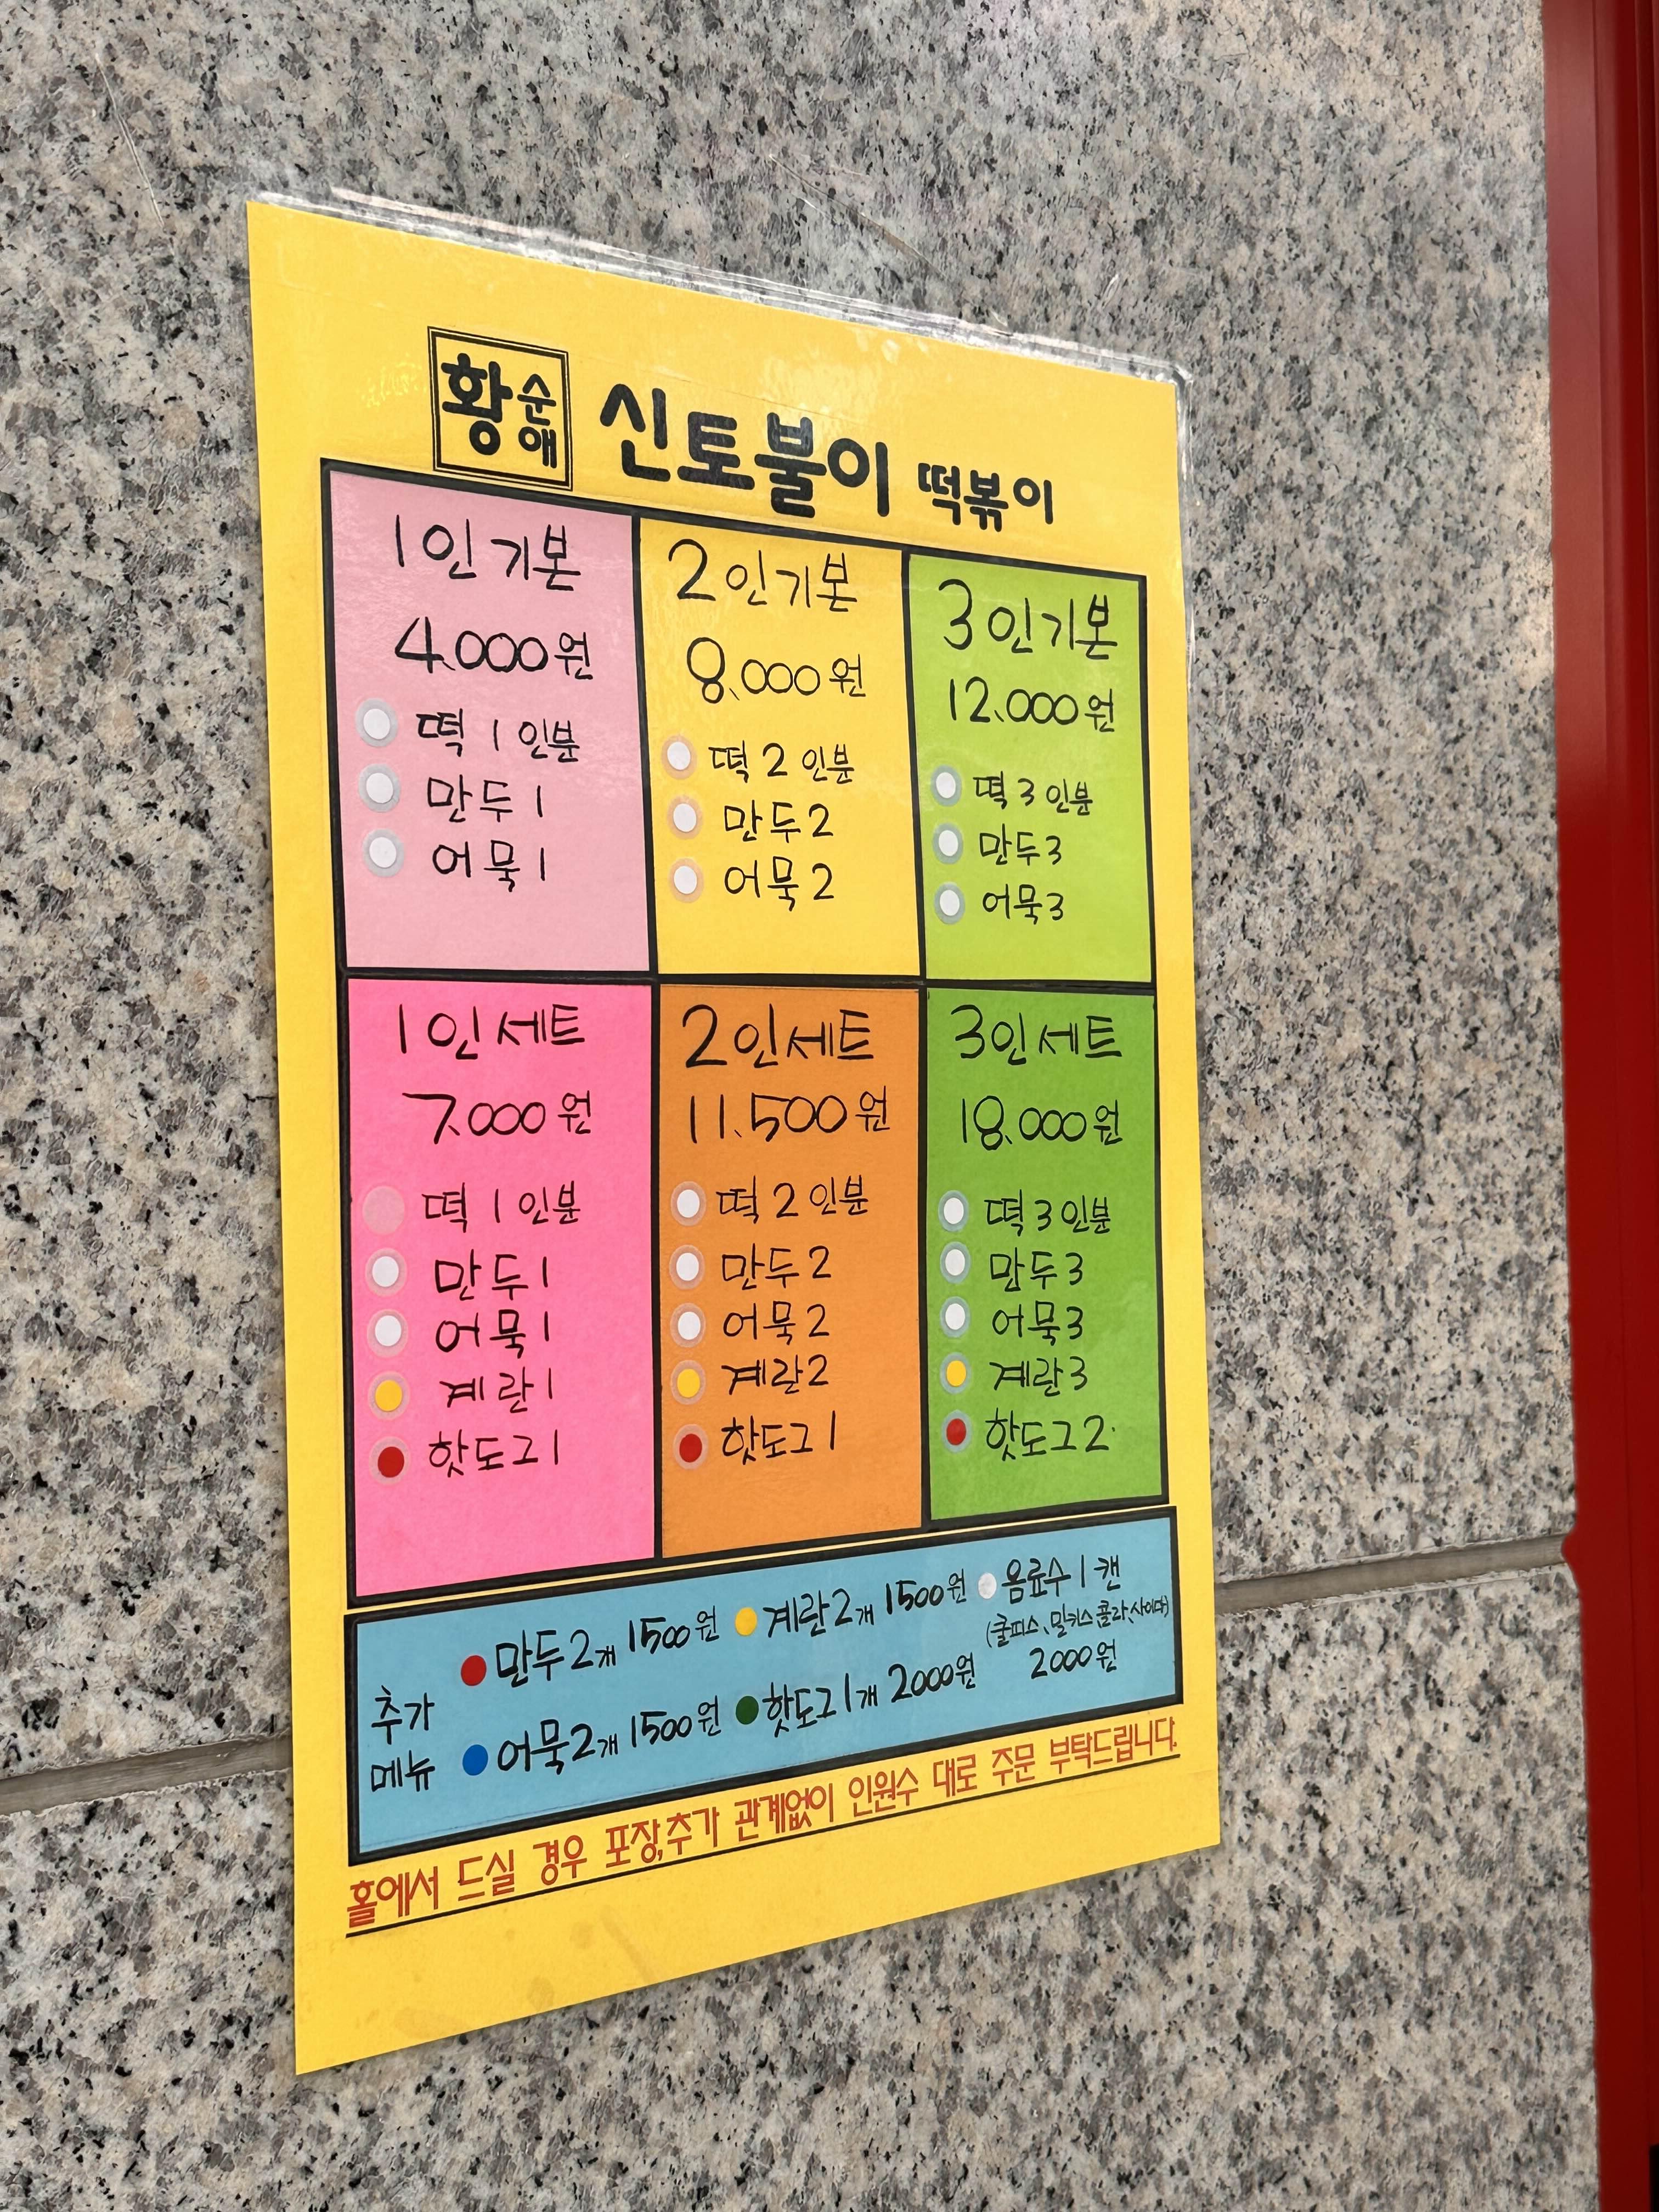 황순애 신토불이 떡볶이
1인 기본
4.000원
떡 1 인분
만두 1
어묵 1
2인 기본
8.000원
떡 2 인분
만두 2
어묵 2
3인 기본
12.000원
떡 3 인분
만두 3
어묵 3
1인 세트
7.000원
떡 1 인분
만두 1
어묵 1
계란 1
핫도그 1
2인 세트
11.500원
떡 2 인분
만두 2
어묵 2
계란 2
핫도그 1
3인 세트
18.000원
떡 3 인분
만두 3
어묵 3
계란 3
핫도그 2
추가
메뉴
만두 2개 1500원
계란 2개 1500원
음료수 1캔
(쿨피스, 밀키스 콜라, 사이다)
2000원
어묵 2개 1500원
핫도그 1개 2000원
홀에서 드실 경우 포장, 추가 관계없이 인원수 대로 주문 부탁드립니다.